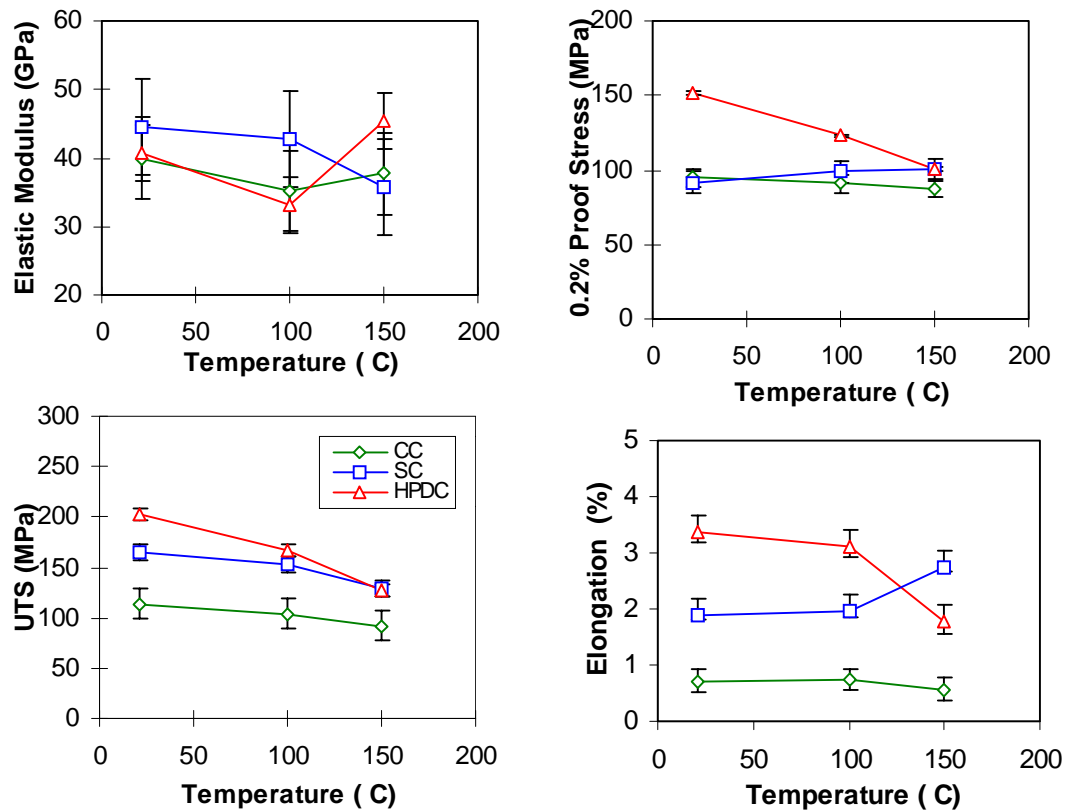 Elastic Modulus (GPa)
60
50
40
30
20
0 50 100 150 200
Temperature ( C)
0.2% Proof Stress (MPa)
200
150
100
50
0
0 50 100 150 200
Temperature ( C)
UTS (MPa)
300
250
200
150
100
50
0
CC
SC
HPDC
0 50 100 150 200
Temperature ( C)
Elongation (%)
5
4
3
2
1
0
0 50 100 150 200
Temperature ( C)